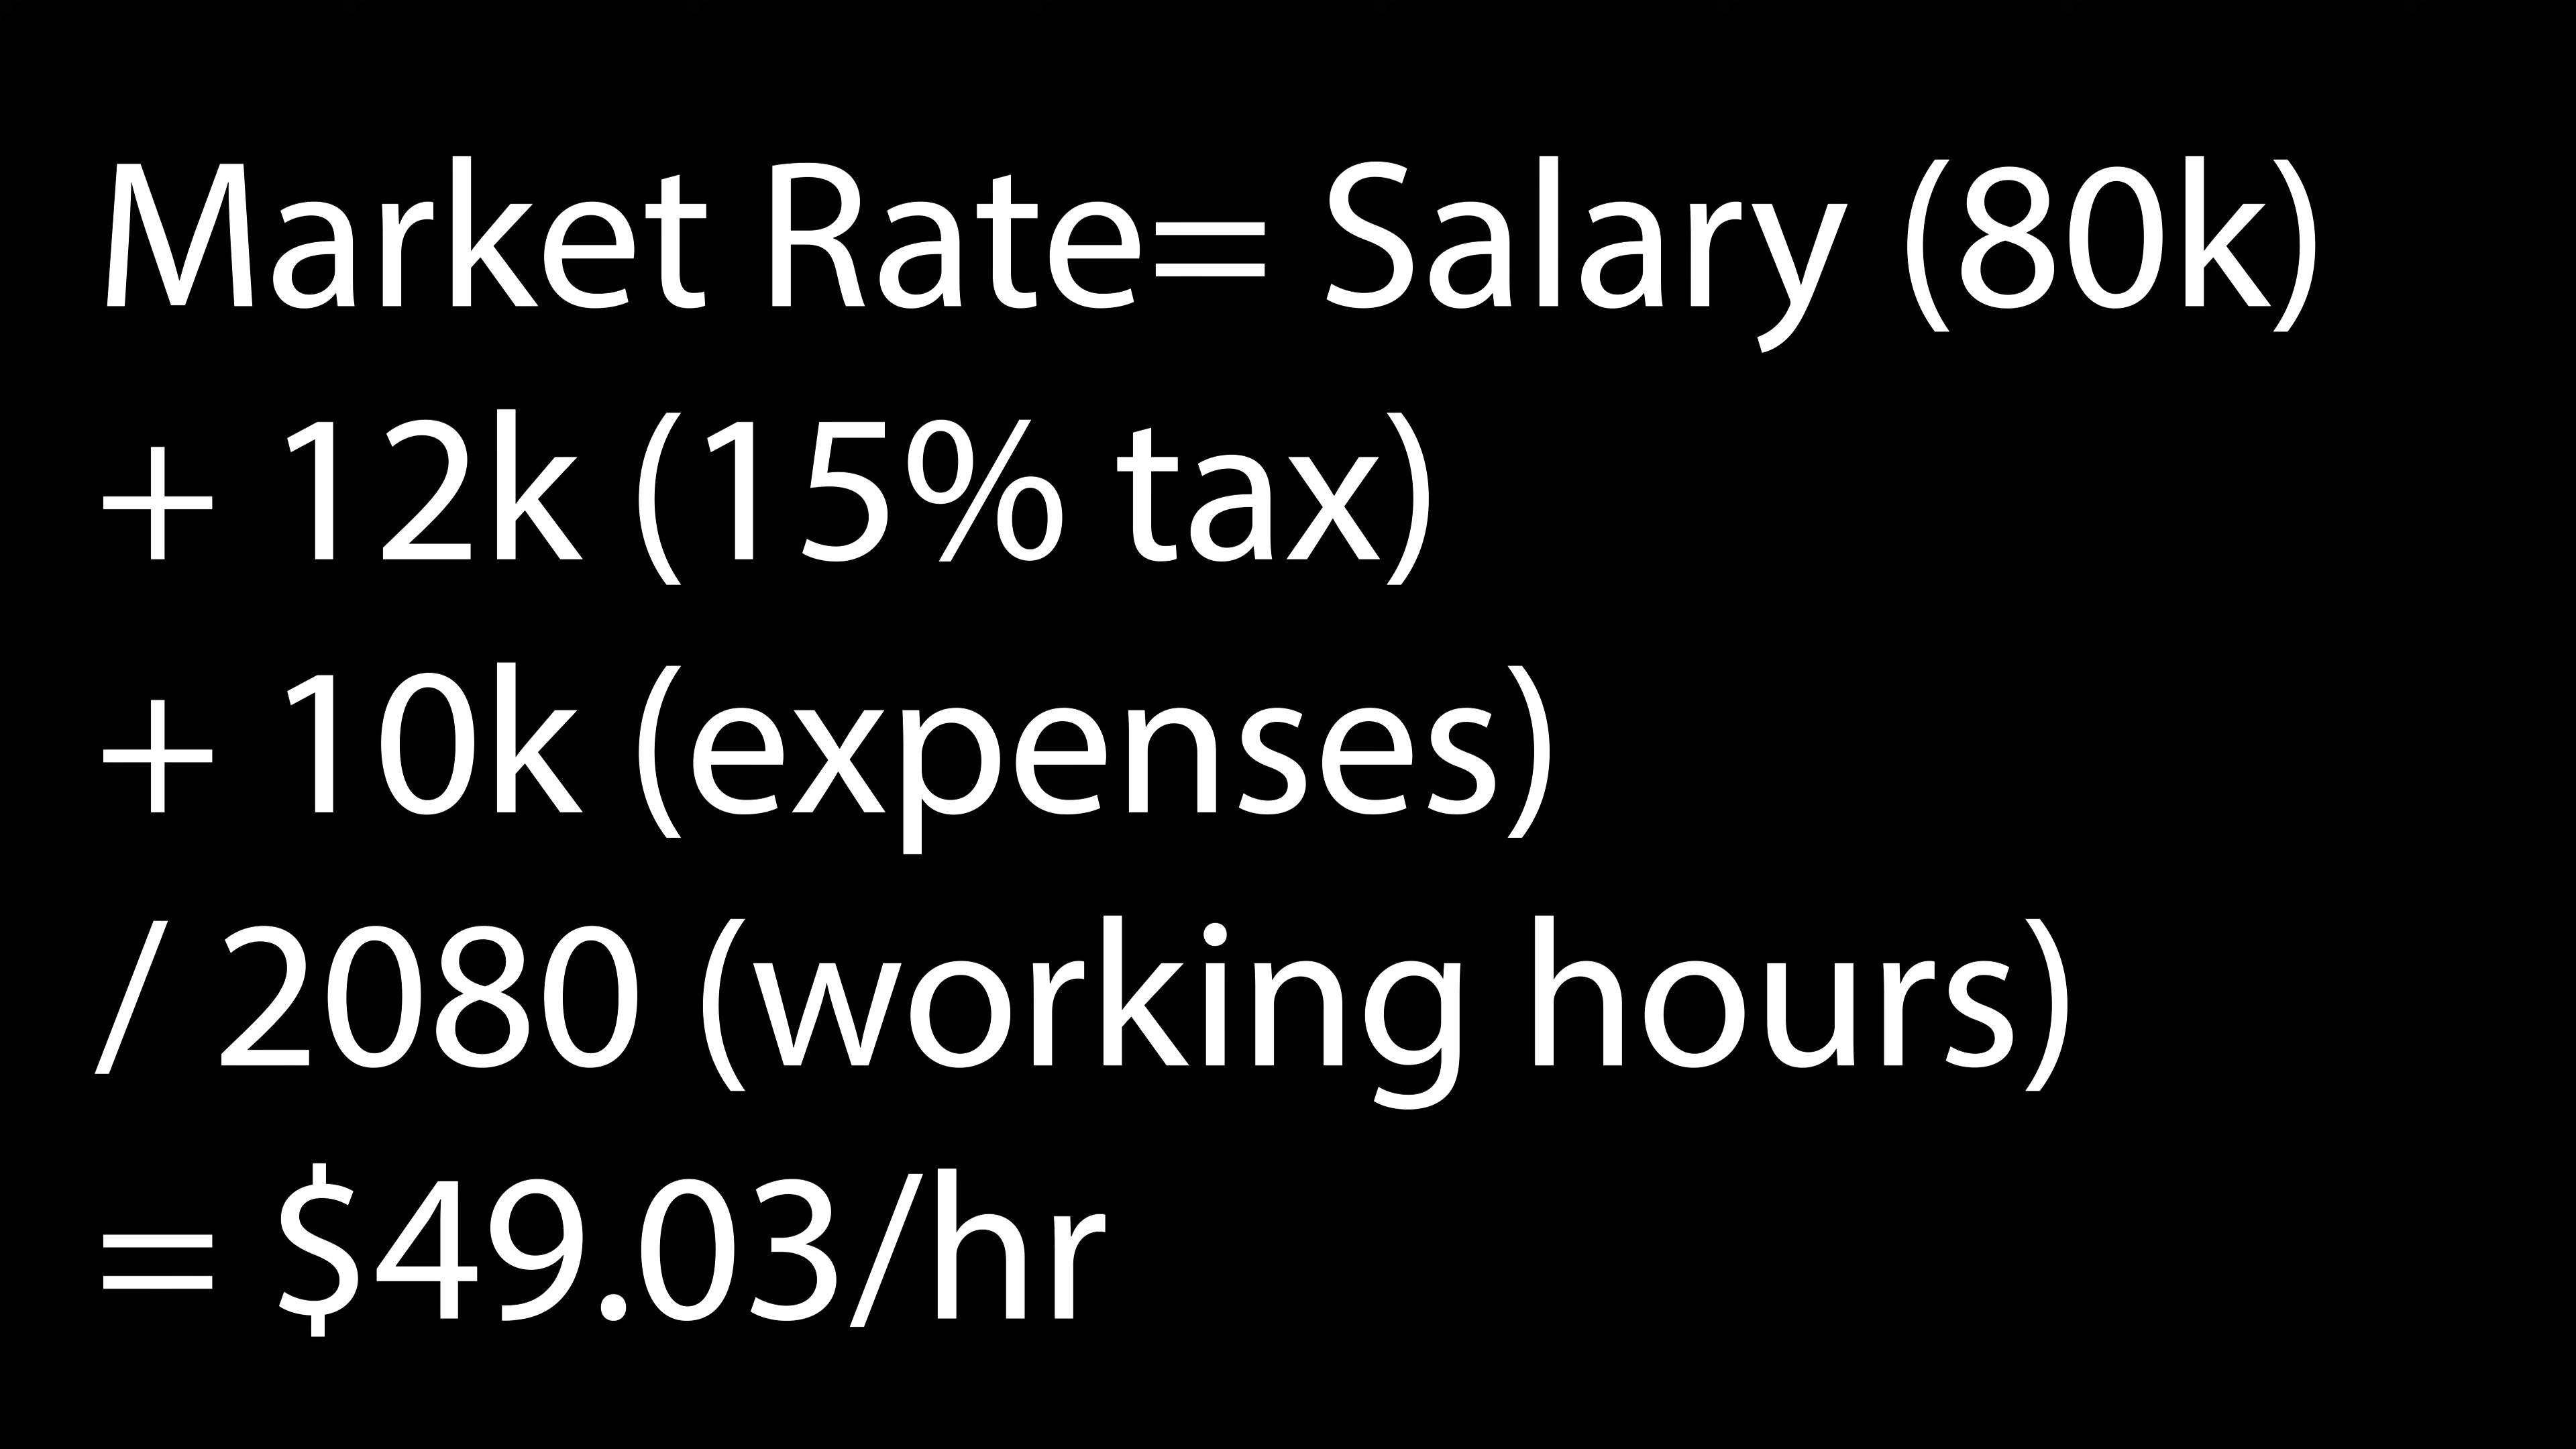 Market Rate= Salary (80k)
+ 12k (15% tax)
+ 10k (expenses)
/ 2080 (working hours)
= $49.03/hr